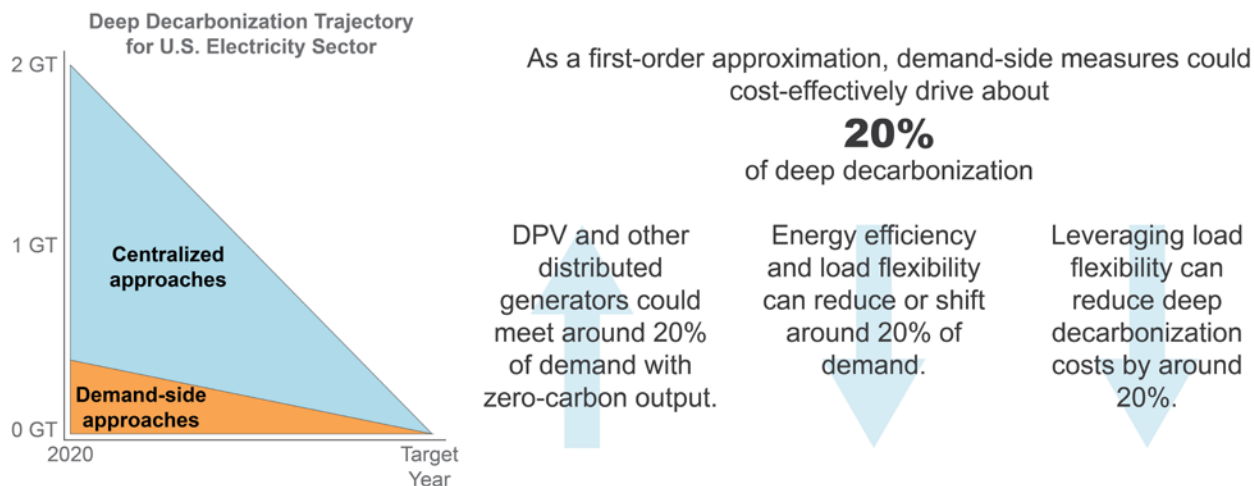 Deep Decarbonization Trajectory
for U.S. Electricity Sector
2 GT
1 GT
0 GT
Centralized
approaches
Demand-side
approaches
2020
Target
Year
As a first-order approximation, demand-side measures could
cost-effectively drive about
20%
of deep decarbonization
DPV and other
distributed
generators could
meet around 20%
of demand with
zero-carbon output.
Energy efficiency
and load flexibility
can reduce or shift
around 20% of
demand.
Leveraging load
flexibility can
reduce deep
decarbonization
costs by around
20%.